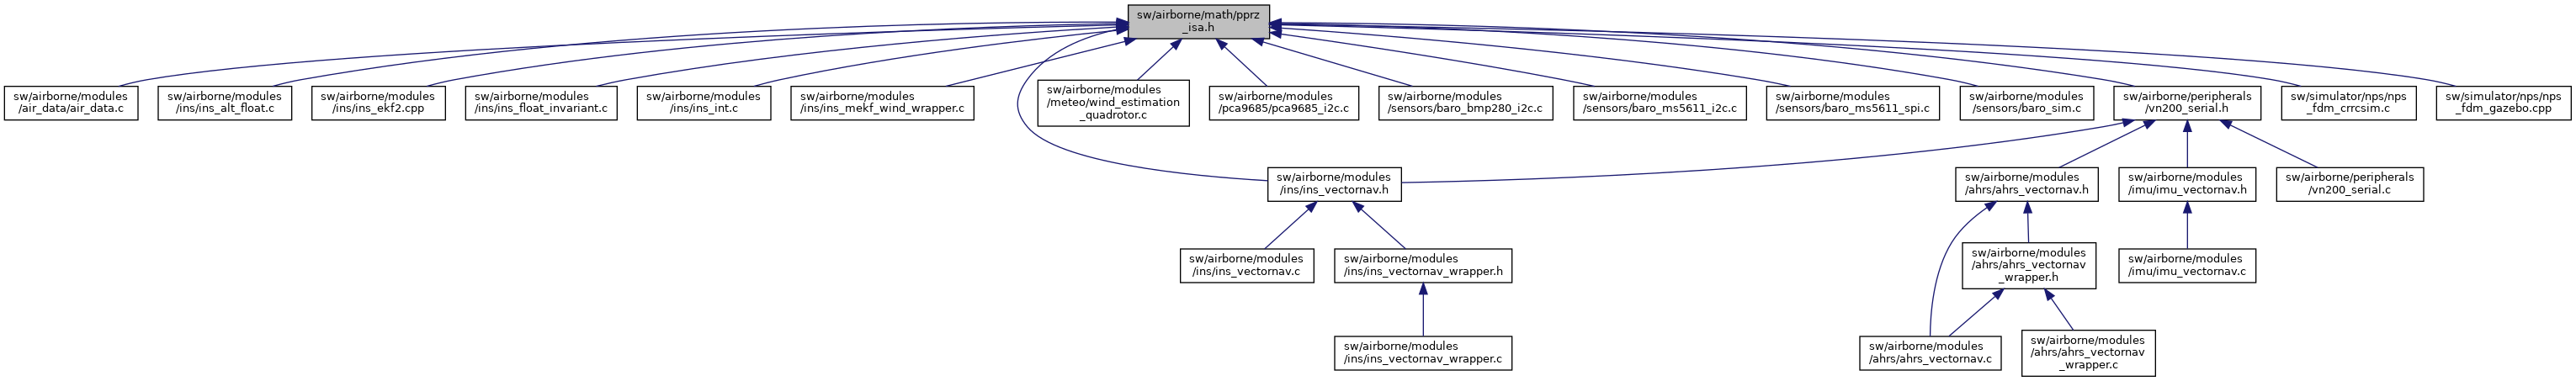 sw/airborne/math/pprz
_isa.h
sw/airborne/modules
/air_data/air_data.c
sw/airborne/modules
/ins/ins_alt_float.c
sw/airborne/modules
/ins/ins_ekf2.cpp
sw/airborne/modules
/ins/ins_float_invariant.c
sw/airborne/modules
/ins/ins_int.c
sw/airborne/modules
/ins/ins_mekf_wind_wrapper.c
sw/airborne/modules
/meteo/wind_estimation
_quadrotor.c
sw/airborne/modules
/pca9685/pca9685_i2c.c
sw/airborne/modules
/sensors/baro_bmp280_i2c.c
sw/airborne/modules
/sensors/baro_ms5611_i2c.c
sw/airborne/modules
/sensors/baro_ms5611_spi.c
sw/airborne/modules
/sensors/baro_sim.c
sw/airborne/peripherals
/vn200_serial.h
sw/simulator/nps/nps
_fdm_crrcsim.c
sw/simulator/nps/nps
_fdm_gazebo.cpp
sw/airborne/modules
/ins/ins_vectornav.h
sw/airborne/modules
/ahrs/ahrs_vectornav.h
sw/airborne/modules
/imu/imu_vectornav.h
sw/airborne/peripherals
/vn200_serial.c
sw/airborne/modules
/ins/ins_vectornav.c
sw/airborne/modules
/ins/ins_vectornav_wrapper.h
sw/airborne/modules
/ahrs/ahrs_vectornav
_wrapper.h
sw/airborne/modules
/imu/imu_vectornav.c
sw/airborne/modules
/ins/ins_vectornav_wrapper.c
sw/airborne/modules
/ahrs/ahrs_vectornav.c
sw/airborne/modules
/ahrs/ahrs_vectornav
_wrapper.c